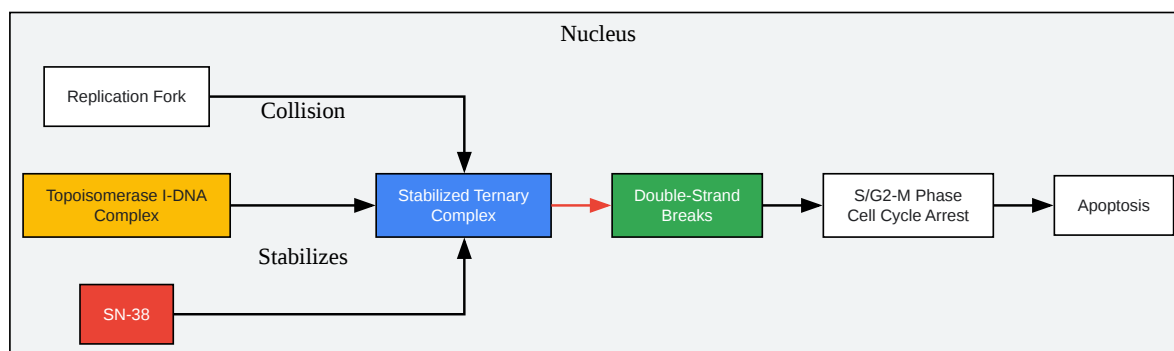 Nucleus
Replication Fork
Collision
Topoisomerase I-DNA
Complex
Stabilized Ternary
Complex
Double-Strand
Breaks
S/G2-M Phase
Cell Cycle Arrest
Apoptosis
Stabilizes
SN-38